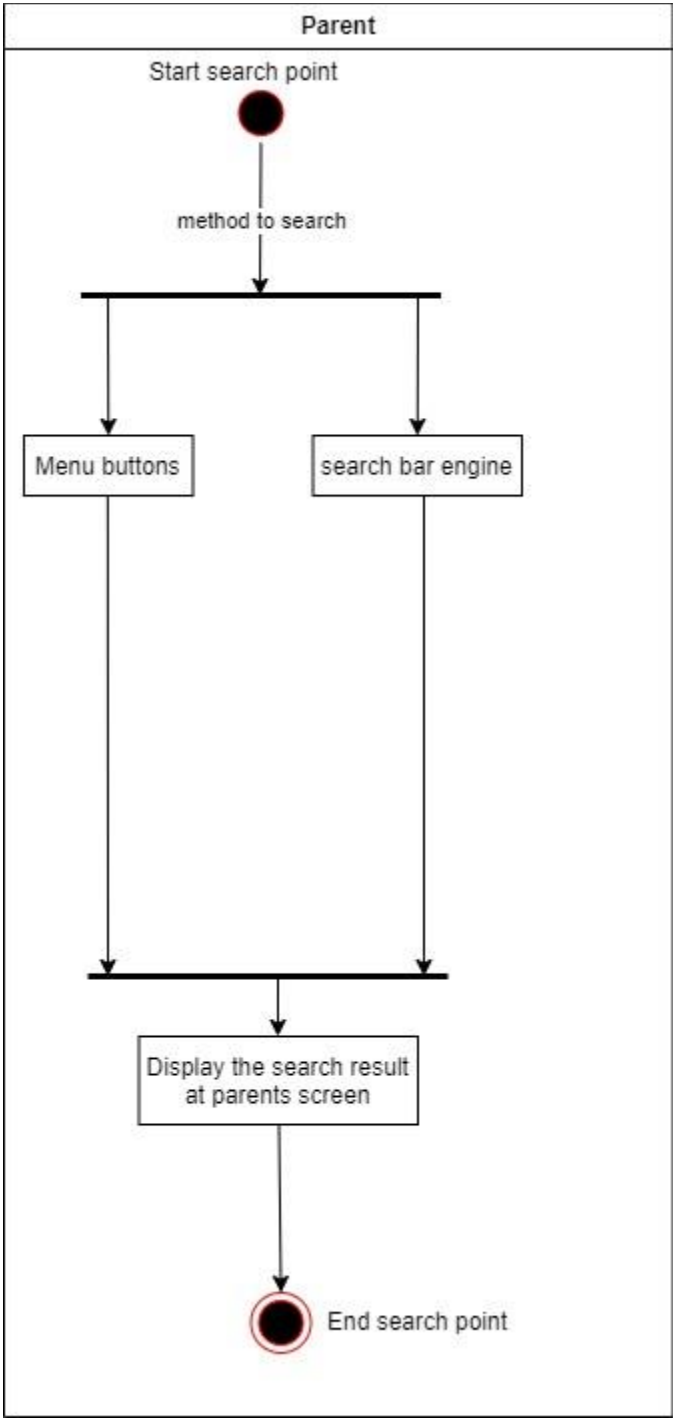 Parent
Start search point
method to search
Menu buttons
search bar engine
Display the search result
at parents screen
End search point